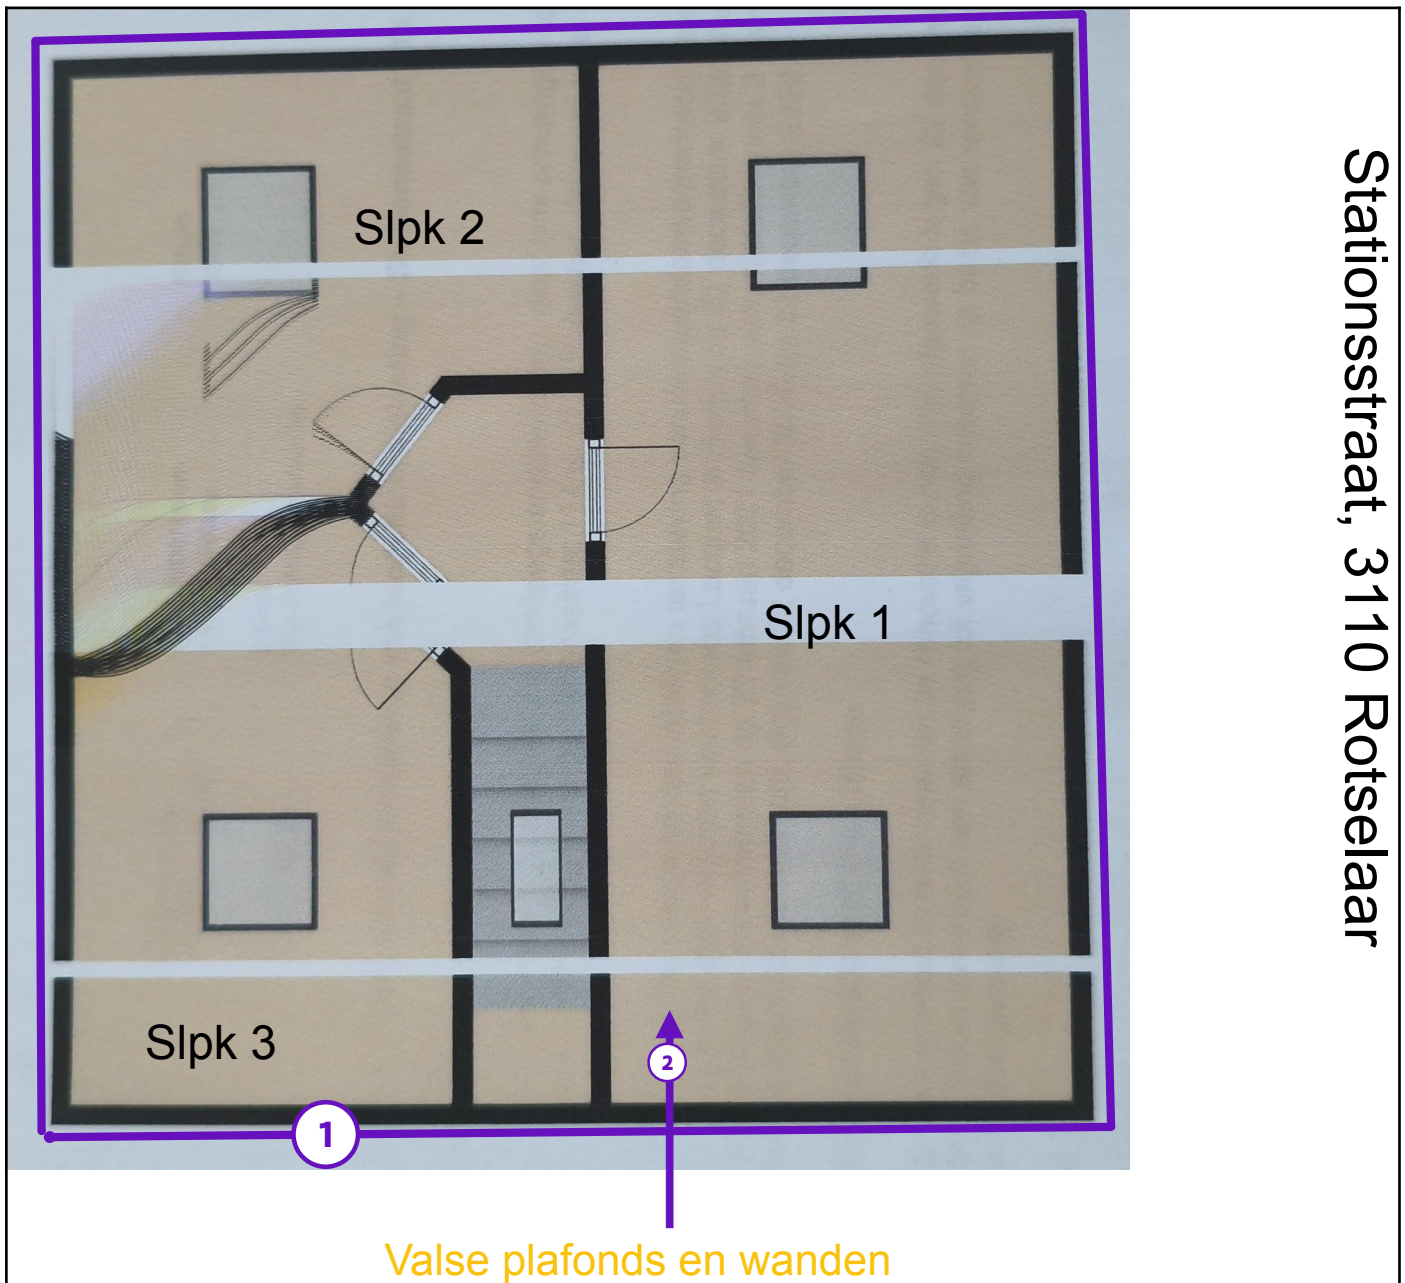 Slpk 2
Slpk 1
Slpk 3
2
1
Valse plafonds en wanden
Stationsstraat, 3110 Rotselaar